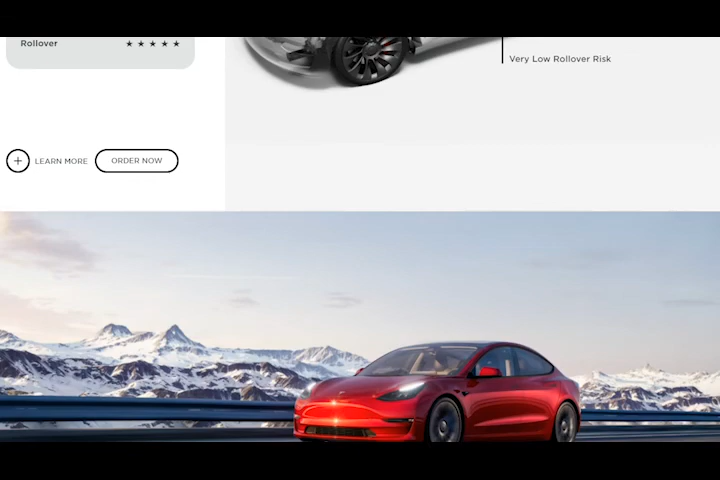 Rollover ★ ★ ★ ★ ★
Very Low Rollover Risk
+ LEARN MORE ORDER NOW